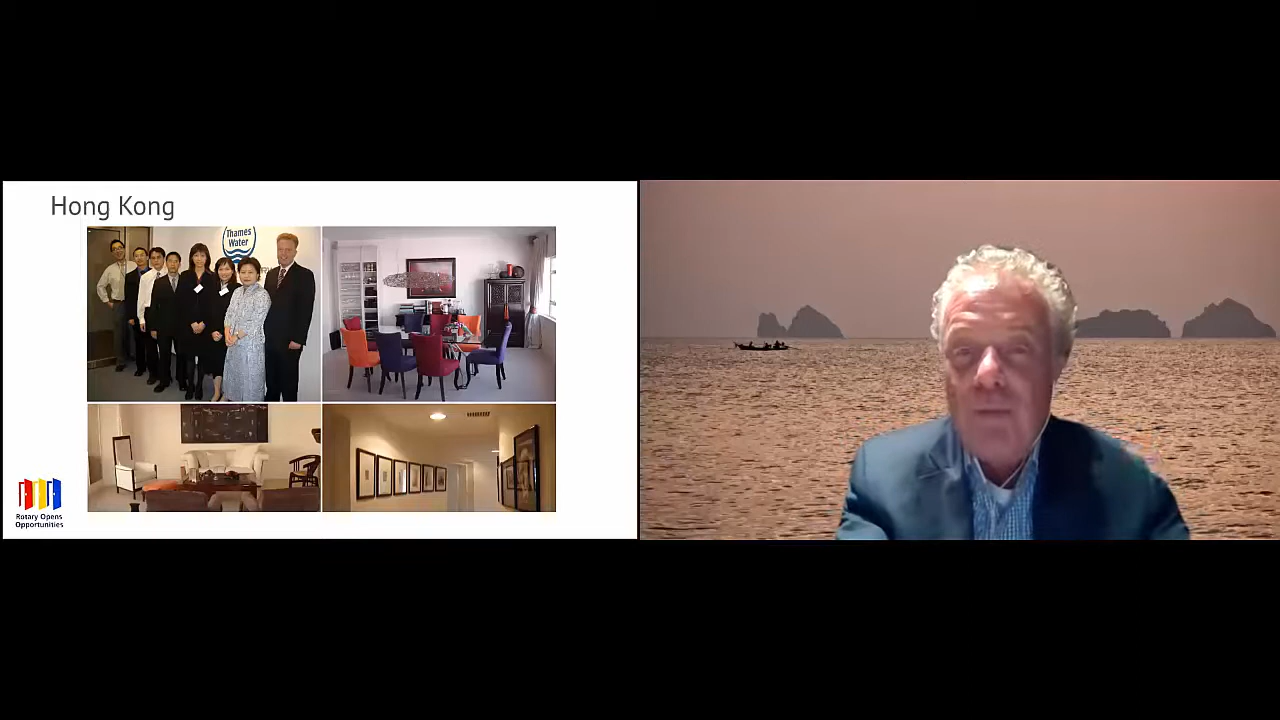 Hong Kong
Thames
Water
Rotary Opens
Opportunities